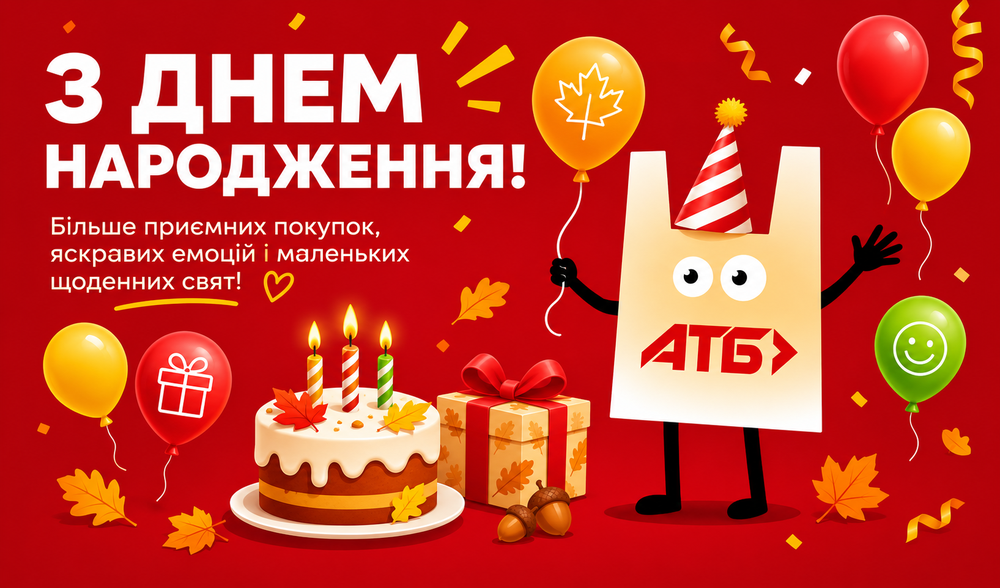 З ДНЕМ
НАРОДЖЕННЯ!
Більше приємних покупок,
яскравих емоцій і маленьких
щоденних свят!
АТБ